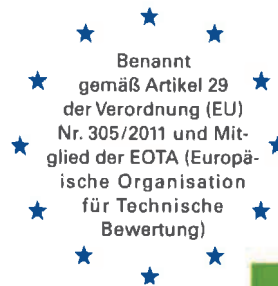 Benannt
gemäß Artikel 29
der Verordnung (EU)
Nr. 305/2011 und Mit-
glied der EOTA (Europä-
ische Organisation
für Technische
Bewertung)